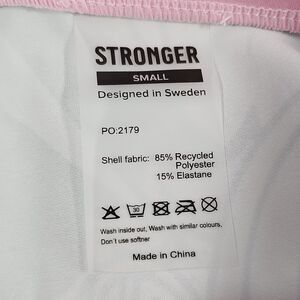 STRONGER
SMALL
Designed in Sweden
PO:2179
Shell fabric: 85% Recycled
Polyester
15% Elastane
30
Wash inside out, Wash with similar colours.
Don't use softner
Made in China